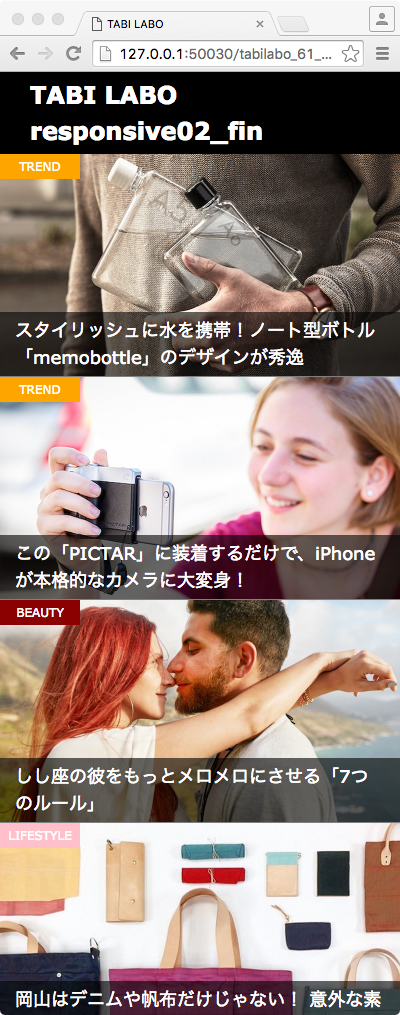 TABI LABO
127.0.0.1:50030/tabilabo_61_...
TABI LABO
responsive02_fin
TREND
スタイリッシュに水を携帯！ノート型ボトル
「memobottle」のデザインが秀逸
TREND
PICTAR
この「PICTAR」に装着するだけで、iPhone
が本格的なカメラに大変身！
BEAUTY
しし座の彼をもっとメロメロにさせる「7つ
のルール」
LIFESTYLE
岡山はデニムや帆布だけじゃない！ 意外な素